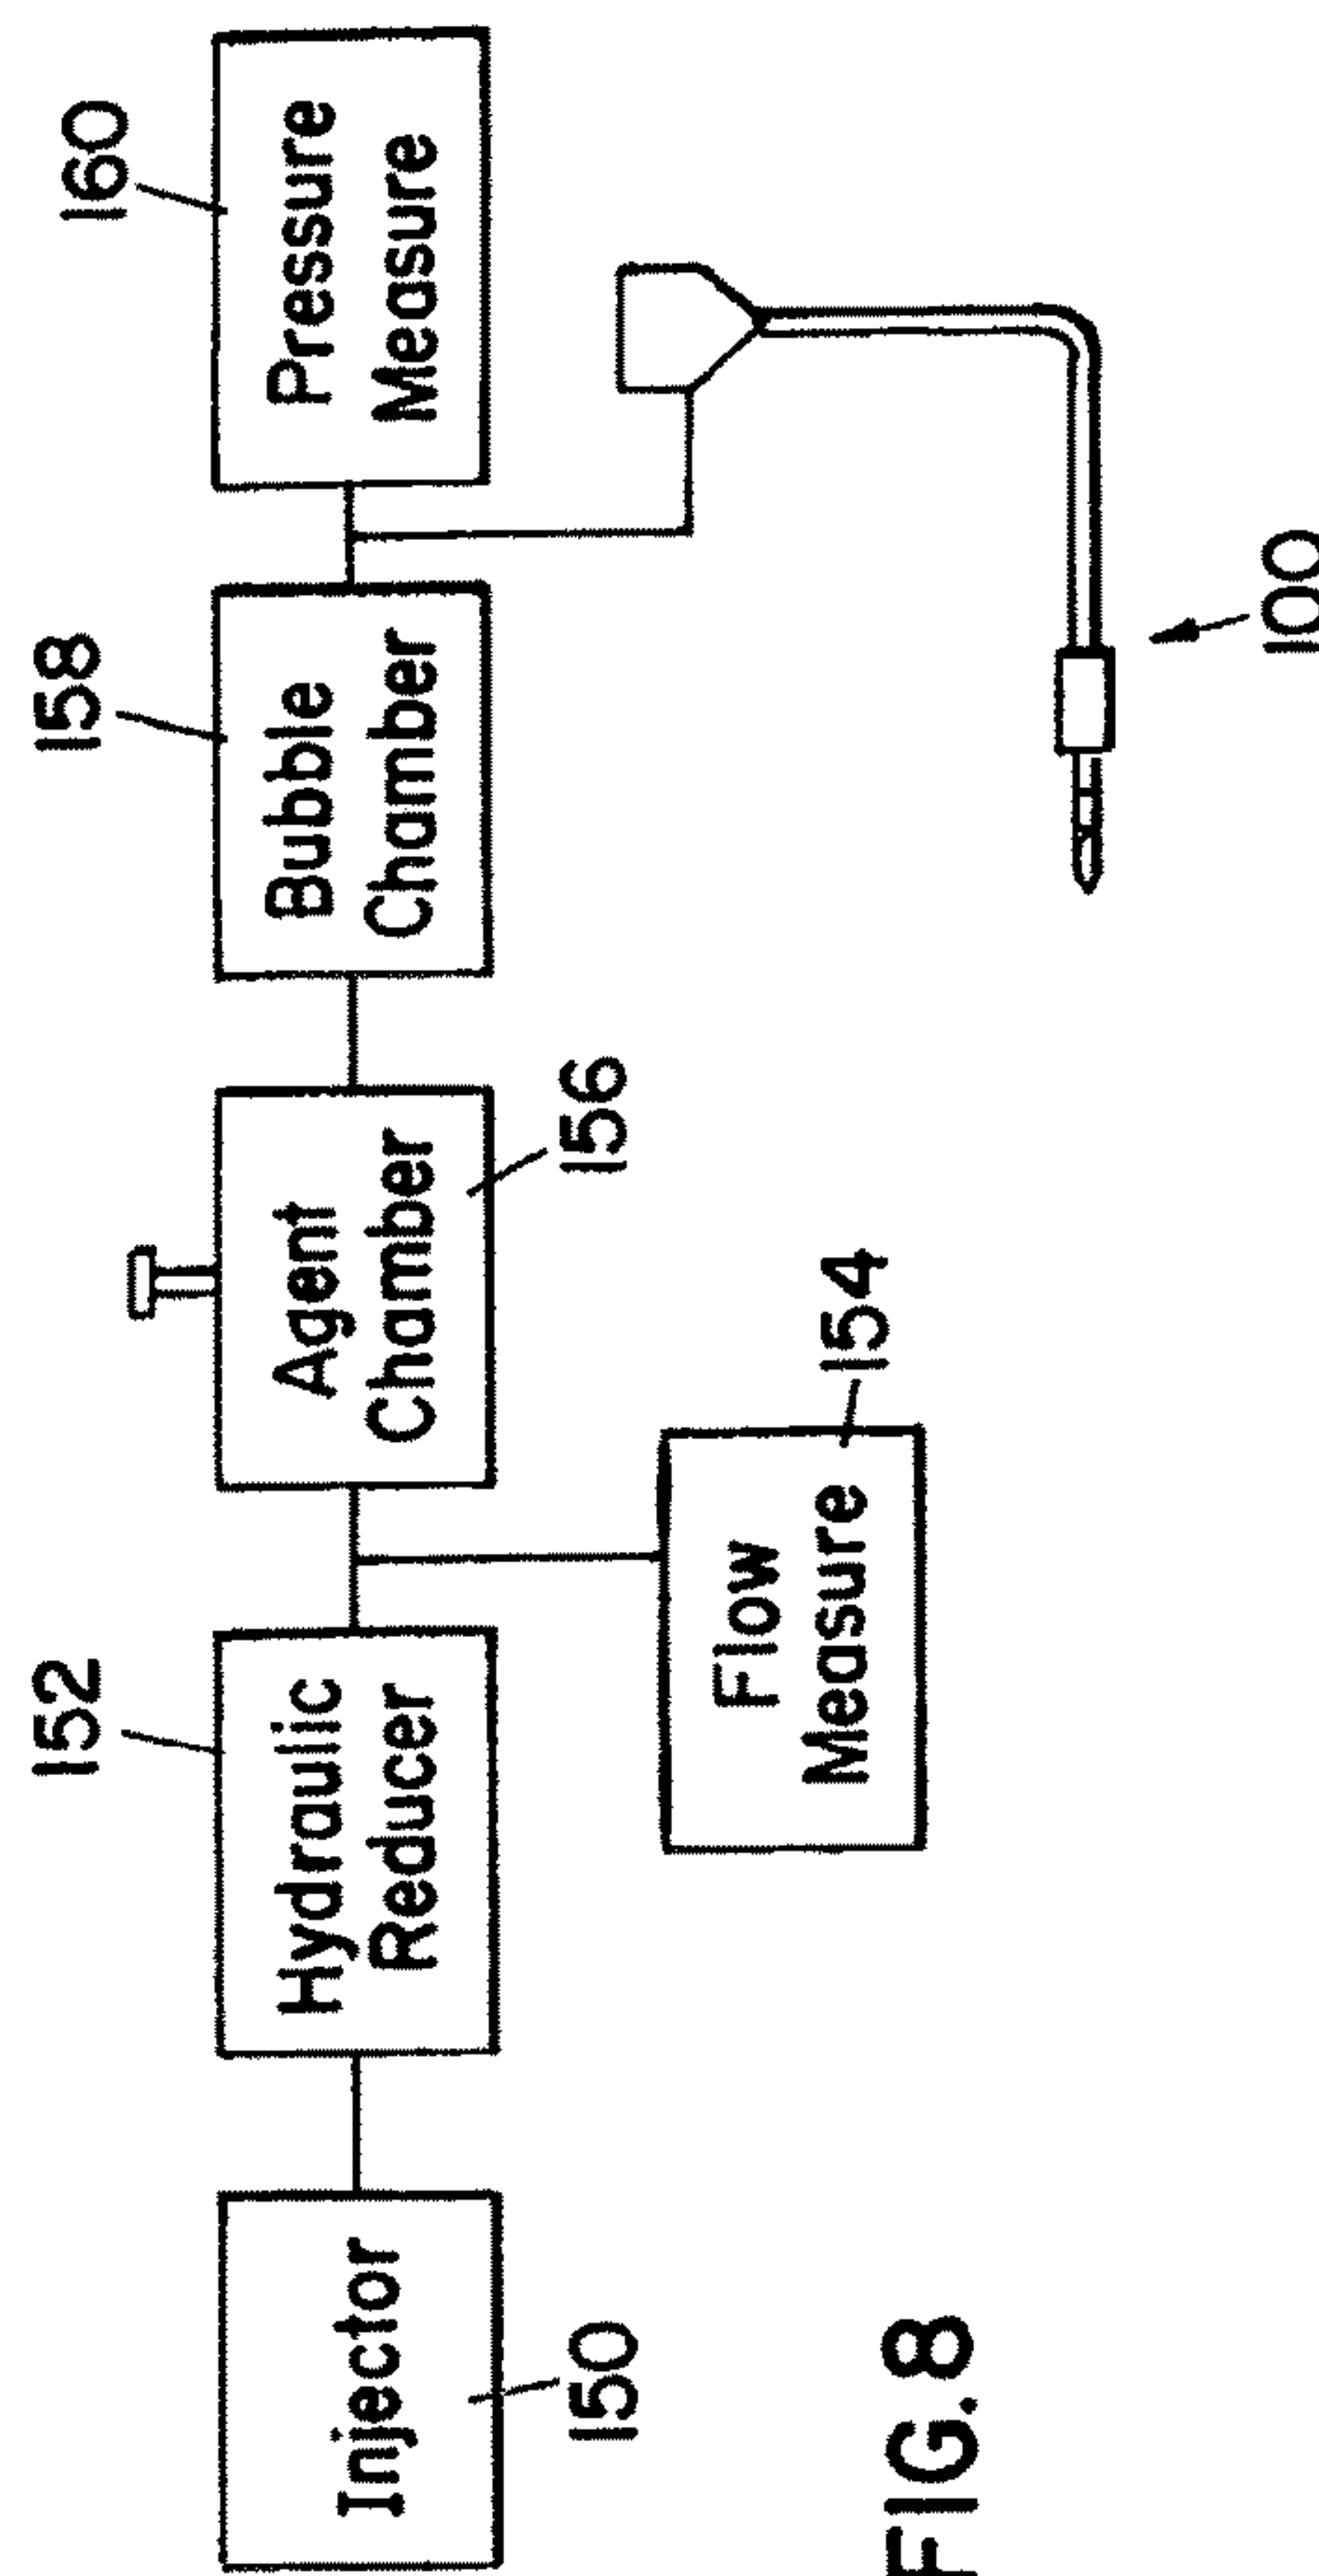 152
158
160
Injector
Hydraulic
Reducer
Agent
Chamber
Bubble
Chamber
Pressure
Measure
150
156
Flow
Measure
154
FIG. 8
100